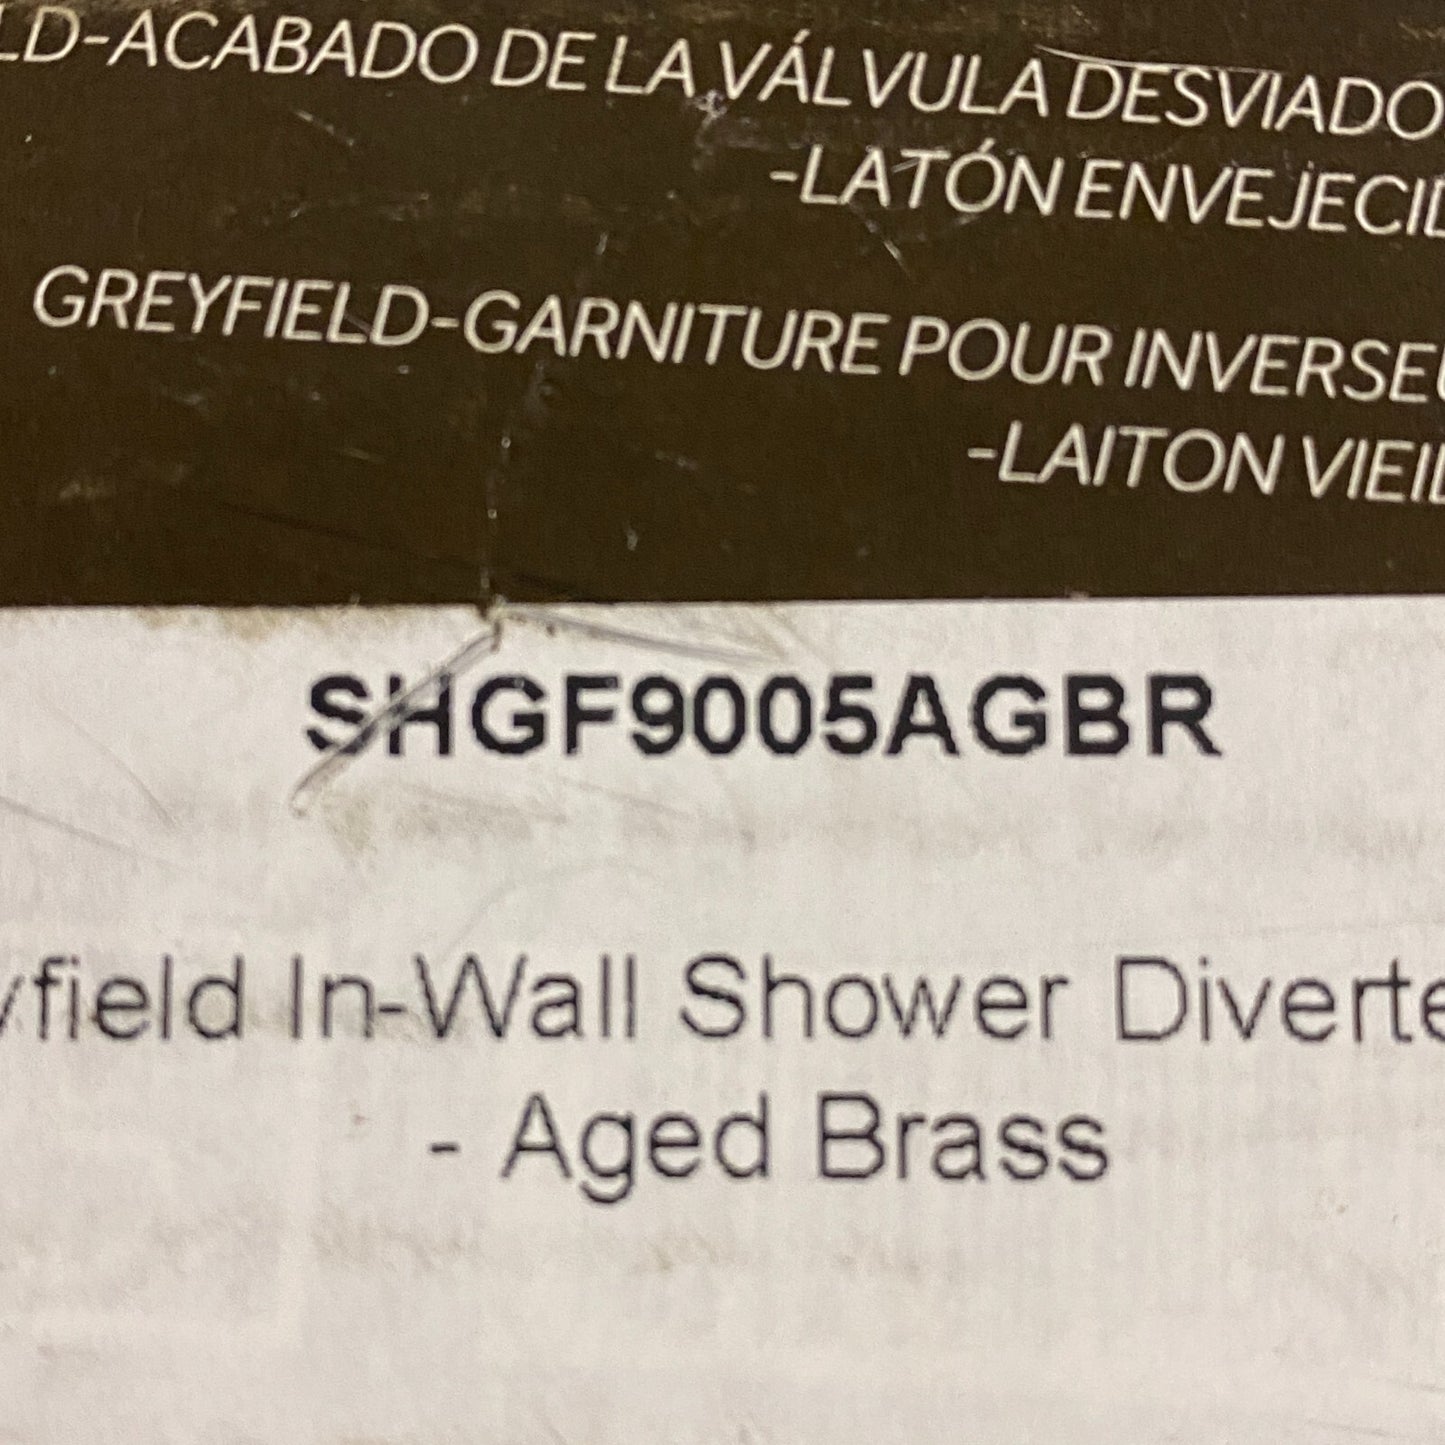 LD-ACABADO DE LA VÁLVULA DESVIADO
-LATÓN ENVEJECID
GREYFIELD-GARNITURE POUR INVERSEU
-LAITON VIEIL
SHGF9005AGBR
yfield In-Wall Shower Diverte
- Aged Brass